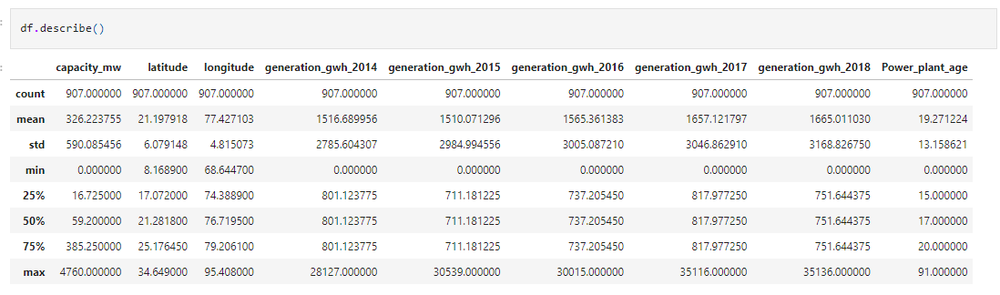 df.describe()
capacity_mw latitude longitude generation_gwh_2014 generation_gwh_2015 generation_gwh_2016 generation_gwh_2017 generation_gwh_2018 Power_plant_age
count 907.000000 907.000000 907.000000 907.000000 907.000000 907.000000 907.000000 907.000000 907.000000
mean 326.223755 21.197918 77.427103 1516.689956 1510.071296 1565.361383 1657.121797 1665.011030 19.271224
std 590.085456 6.079148 4.815073 2785.604307 2984.994556 3005.087210 3046.862910 3168.826750 13.158621
min 0.000000 8.168900 68.644700 0.000000 0.000000 0.000000 0.000000 0.000000 0.000000
25% 16.725000 17.072000 74.388900 801.123775 711.181225 737.205450 817.977250 751.644375 15.000000
50% 59.200000 21.281800 76.719500 801.123775 711.181225 737.205450 817.977250 751.644375 17.000000
75% 385.250000 25.176450 79.206100 801.123775 711.181225 737.205450 817.977250 751.644375 20.000000
max 4760.000000 34.649000 95.408000 28127.000000 30539.000000 30015.000000 35116.000000 35136.000000 91.000000